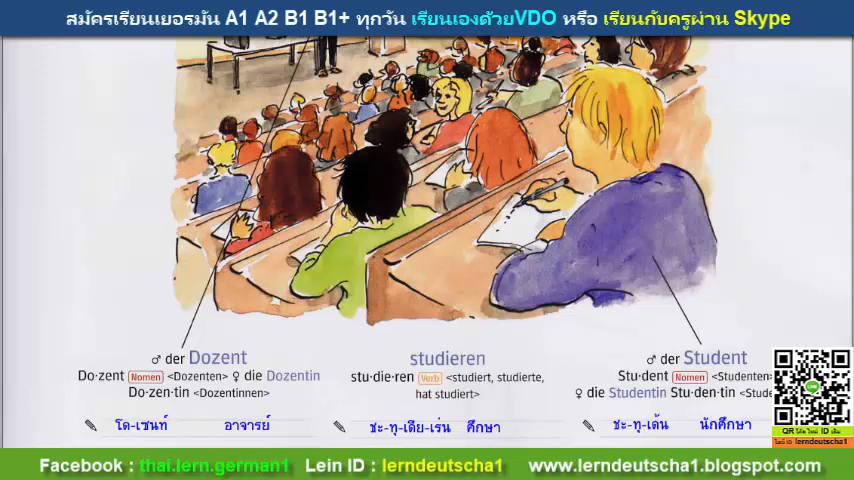 สมัครเรียนเยอรมัน A1 A2 B1 B1+ ทุกวัน เรียนเองด้วยVDO หรือ เรียนกับครูผ่าน Skype
♂ der Dozent
Do·zent Nomen <Dozenten> ♀ die Dozentin
Do·zen·tin <Dozentinnen>
โด-เซนท์ อาจารย์
studieren
stu·die·ren Verb <studiert, studierte,
hat studiert>
ชะ-ทุ-เดีย-เร่น ศึกษา
♂ der Student
Stu·dent Nomen <Studenten>
♀ die Studentin Stu·den·tin
ชะ-ทุ-เด้น นักศึกษา
LINE
ID lerndeutscha1
Facebook : thai.lern.german1 Lein ID : lerndeutscha1 www.lerndeutscha1.blogspot.com